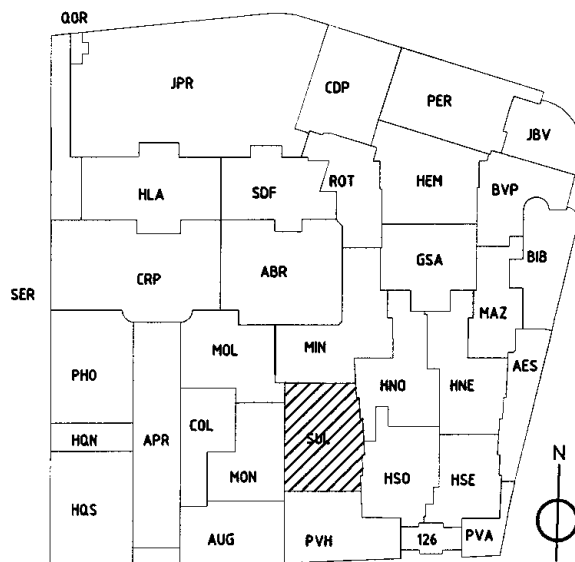 QOR
JPR
CDP
PER
JBV
HLA
SDF
ROT
HEM
BVP
SER
CRP
ABR
GSA
BIB
MAZ
PHO
MOL
MIN
HNO
HNE
AES
HQN
APR
COL
SUL
HQS
MON
HSO
HSE
N
AUG
PVH
126
PVA